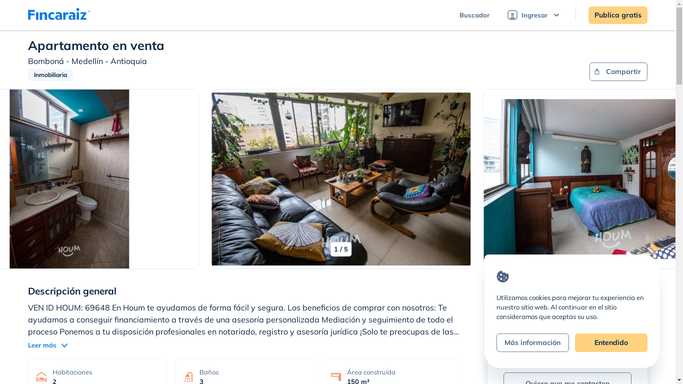 Fincaraiz
Buscador
Ingresar
Publica gratis
Apartamento en venta
Bomboná - Medellín - Antioquia
Inmobiliaria
Compartir
HOUM
HOUM
HOUM
1 / 5
Descripción general
VEN ID HOUM: 69648 En Houm te ayudamos de forma fácil y segura. Los beneficios de comprar con nosotros: Te
ayudamos a conseguir financiamiento a través de una asesoría personalizada Mediación y seguimiento de todo el
proceso Ponemos a tu disposición profesionales en notariado, registro y asesoría jurídica ¡Solo te preocupas de las...
Leer más
Habitaciones
2
Baños
3
Área construida
150 m²
Utilizamos cookies para mejorar tu experiencia en
nuestro sitio web. Al continuar en el sitio
consideramos que aceptas su uso.
Más información
Entendido
Quiero que me contacten